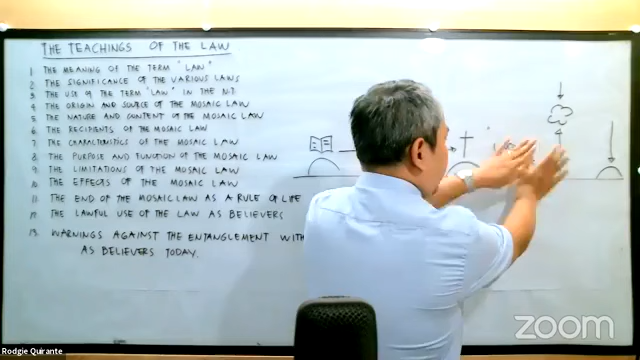 THE TEACHINGS OF THE LAW
1 THE MEANING OF THE TERM "LAW"
2 THE SIGNIFICANCE OF THE VARIOUS LAWS
3 THE USE OF THE TERM "LAW" IN THE N.T
4 THE ORIGIN AND SOURCE OF THE MOSAIC LAW
5 THE NATURE AND CONTENT OF THE MOSAIC LAW
6 THE RECIPIENTS OF THE MOSAIC LAW
7 THE CHARACTERISTICS OF THE MOSAIC LAW
8 THE PURPOSE AND FUNCTION OF THE MOSAIC LAW
9 THE LIMITATIONS OF THE MOSAIC LAW
10 THE EFFECTS OF THE MOSAIC LAW
11 THE END OF THE MOSAIC LAW AS A RULE OF LIFE
12 THE LAWFUL USE OF THE LAW AS BELIEVERS
13. WARNINGS AGAINST THE ENTANGLEMENT WITH
AS BELIEVERS TODAY.
zoom
Rodgie Quirante